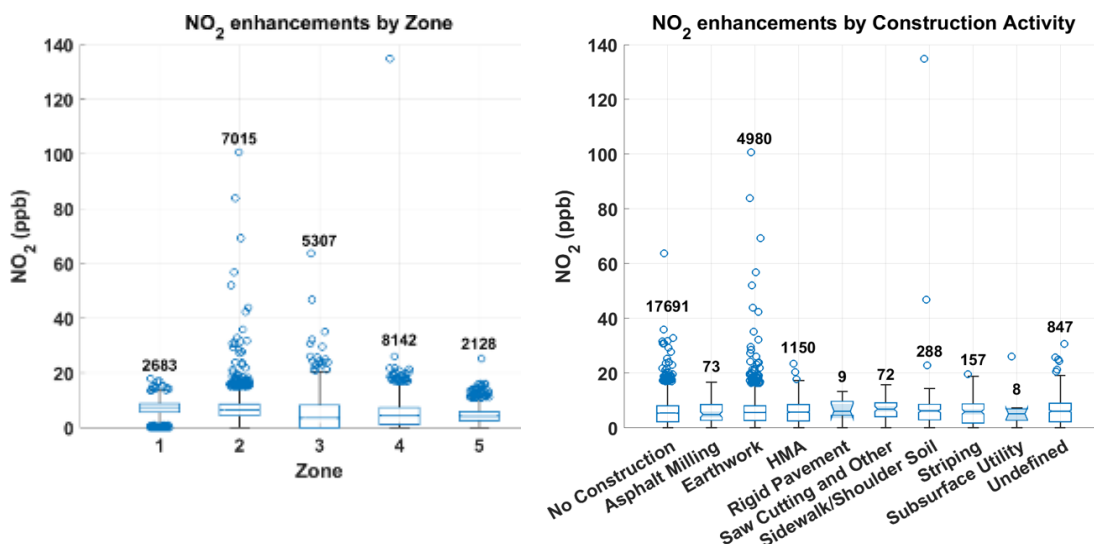 NO2 enhancements by Zone
140
120
100
80
60
40
20
0
NO2 (ppb)
2683
7015
5307
8142
2128
1 2 3 4 5
Zone
NO2 enhancements by Construction Activity
140
120
100
80
60
40
20
0
NO2 (ppb)
17691
73
4980
1150
9
72
288
157
8
847
No Construction
Asphalt Milling
Earthwork
HMA
Rigid Pavement
Saw Cutting and Other
Sidewalk/Shoulder Soil
Striping
Subsurface Utility
Undefined